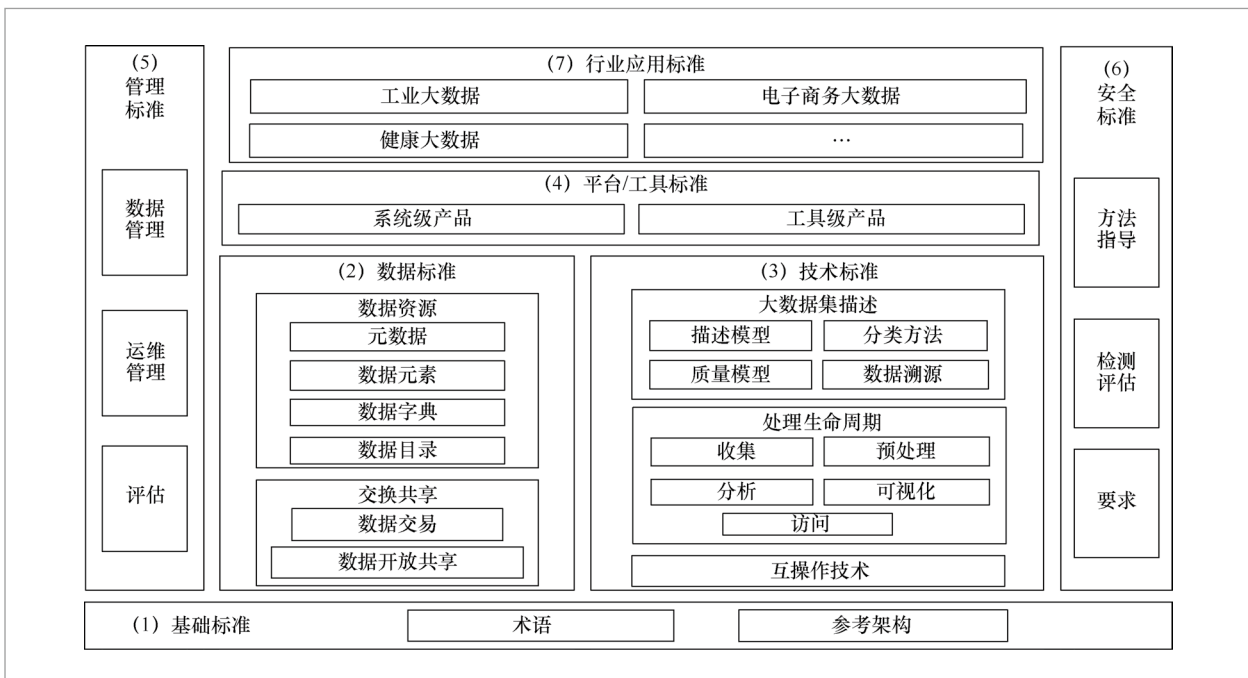 (5)
管理
标准
数据
管理
运维
管理
评估
(7) 行业应用标准
工业大数据
电子商务大数据
健康大数据
…
(4) 平台/工具标准
系统级产品
工具级产品
(2) 数据标准
数据资源
元数据
数据元素
数据字典
数据目录
交换共享
数据交易
数据开放共享
(3) 技术标准
大数据集描述
描述模型
分类方法
质量模型
数据溯源
处理生命周期
收集
预处理
分析
可视化
访问
互操作技术
(6)
安全
标准
方法
指导
检测
评估
要求
(1) 基础标准
术语
参考架构